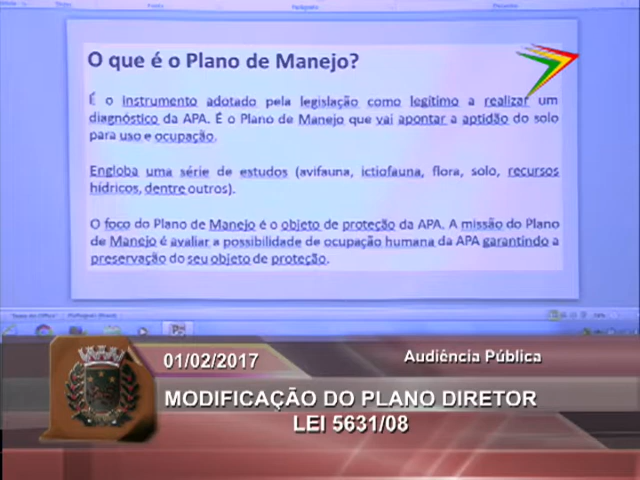 O que é o Plano de Manejo?
É o instrumento adotado pela legislação como legítimo a realizar um
diagnóstico da APA. É o Plano de Manejo que vai apontar a aptidão do solo
para uso e ocupação.
Engloba uma série de estudos (avifauna, ictiofauna, flora, solo, recursos
hídricos, dentre outros).
O foco do Plano de Manejo é o objeto de proteção da APA. A missão do Plano
de Manejo é avaliar a possibilidade de ocupação humana da APA garantindo a
preservação do seu objeto de proteção.
01/02/2017
Audiência Pública
MODIFICAÇÃO DO PLANO DIRETOR
LEI 5631/08